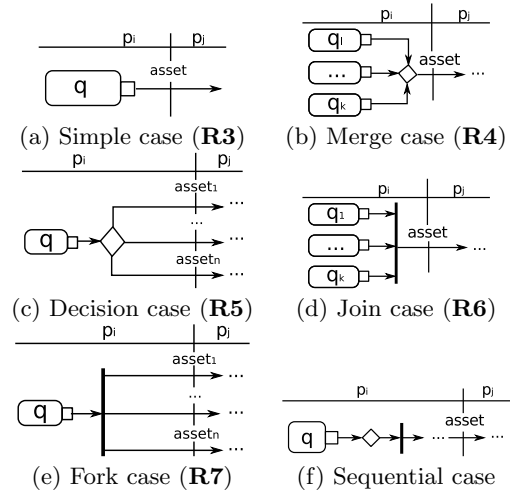 pi pj
asset
q
(a) Simple case (R3)
pi pj
ql
asset
...
...
qk
(b) Merge case (R4)
pi pj
asset1
...
...
q
...
assetn
...
(c) Decision case (R5)
pi pj
q1
asset
...
...
qk
(d) Join case (R6)
pi pj
asset1
...
...
q
...
assetn
...
(e) Fork case (R7)
pi pj
asset
q
...
...
(f) Sequential case